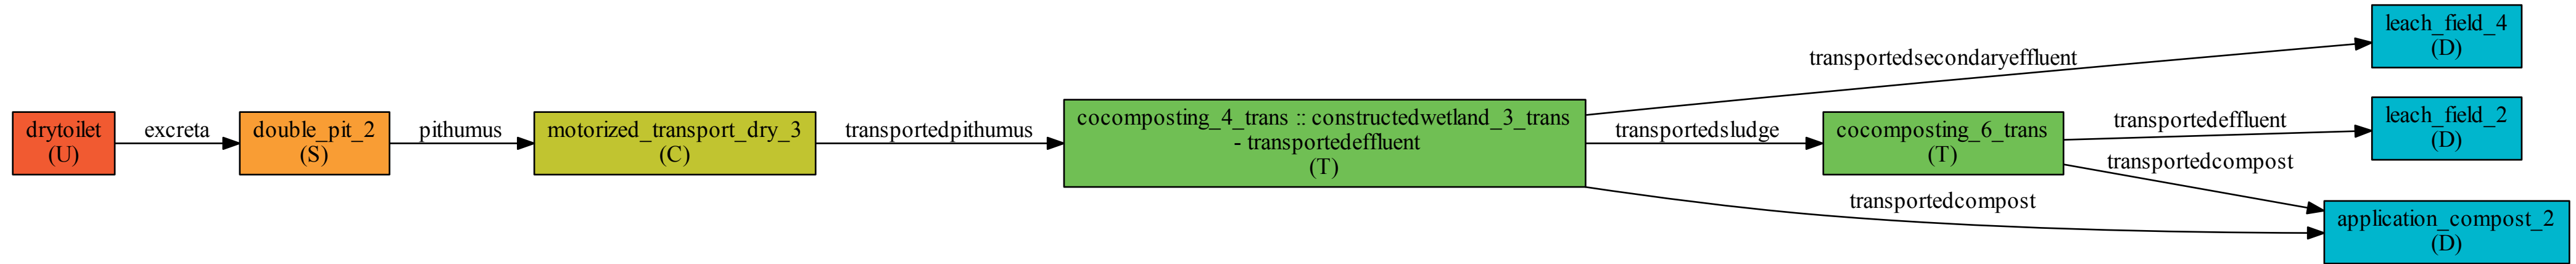 drytoilet
(U)
excreta
double_pit_2
(S)
pithumus
motorized_transport_dry_3
(C)
transportedpithumus
cocomposting_4_trans :: constructedwetland_3_trans
- transportedeffluent
(T)
transportedsecondaryeffluent
transportedsludge
transportedcompost
cocomposting_6_trans
(T)
transportedeffluent
transportedcompost
leach_field_4
(D)
leach_field_2
(D)
application_compost_2
(D)